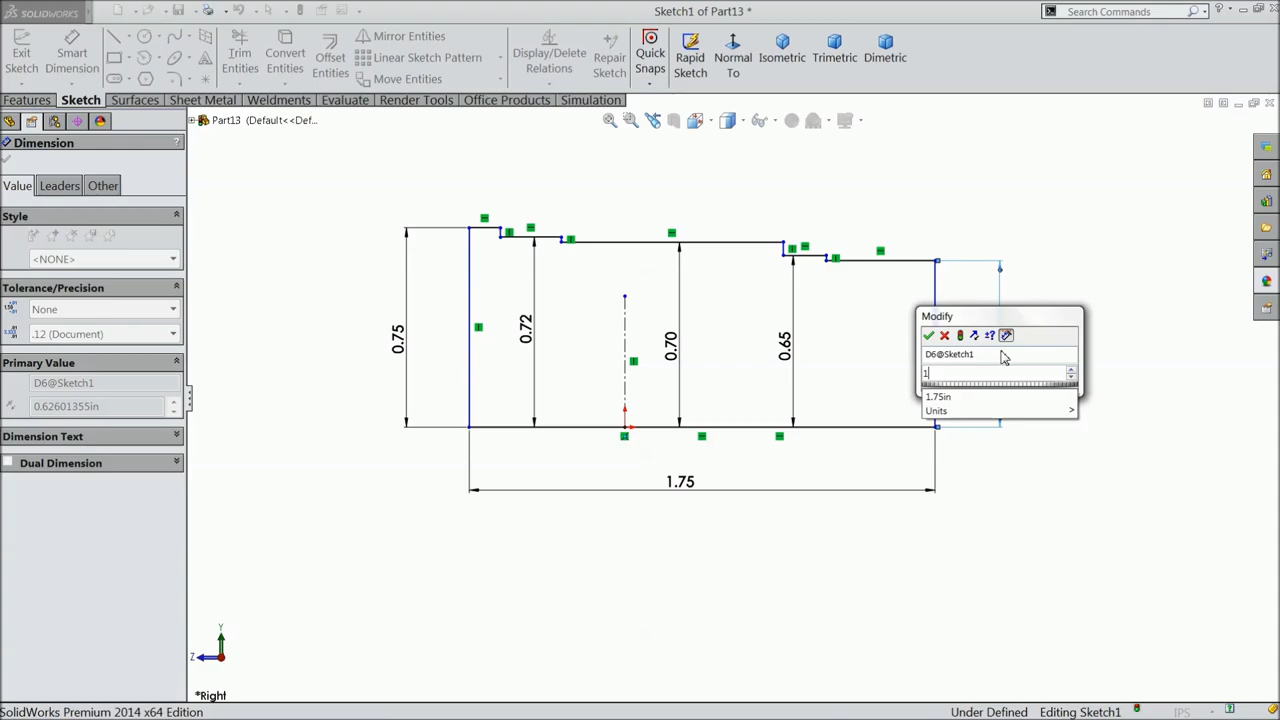 SOLIDWORKS
Sketch1 of Part13 *
Search Commands
Exit Sketch
Smart Dimension
Trim Entities
Convert Entities
Offset Entities
Mirror Entities
Linear Sketch Pattern
Move Entities
Display/Delete Relations
Repair Sketch
Quick Snaps
Rapid Sketch
Normal To
Isometric
Trimetric
Dimetric
Features Sketch Surfaces Sheet Metal Weldments Evaluate Render Tools Office Products Simulation
Part13 (Default<<Def...
Dimension
?
Value Leaders Other
Style
<NONE>
Tolerance/Precision
None
.12 (Document)
Primary Value
D6@Sketch1
0.62601355in
Dimension Text
Dual Dimension
0.75
0.72
0.70
0.65
1.75
Modify
D6@Sketch1
1
1.75in
Units >
Y
Z
*Right
SolidWorks Premium 2014 x64 Edition
Under Defined
Editing Sketch1
IPS